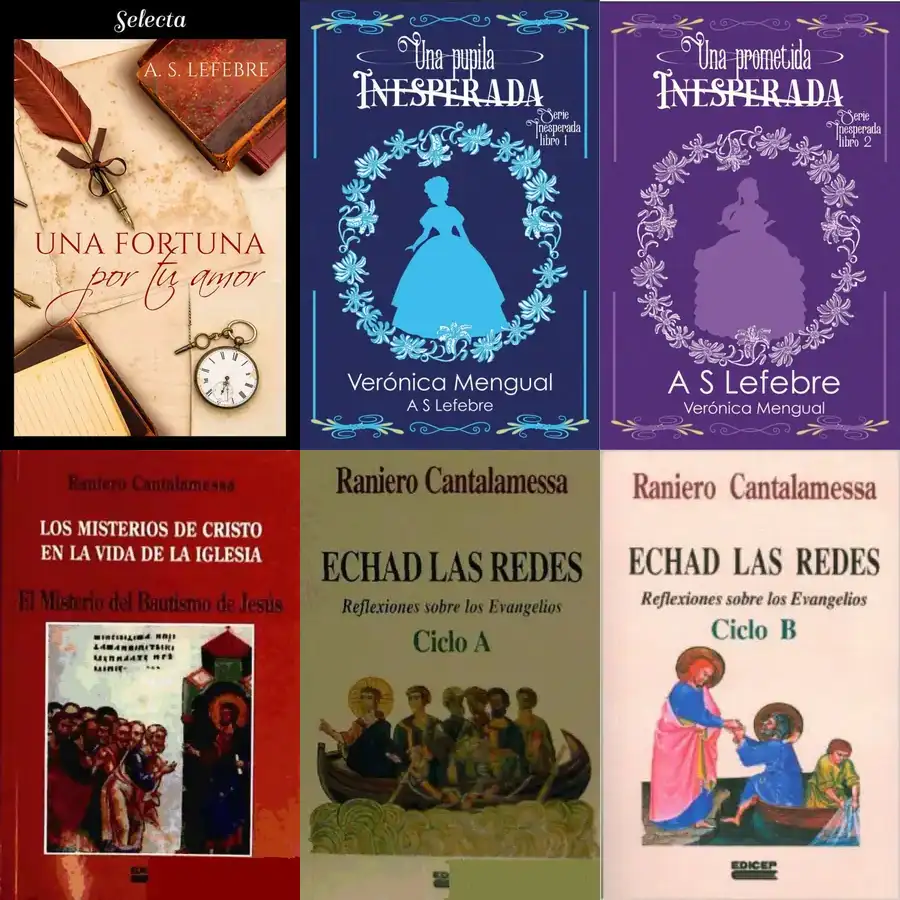 Selecta
A. S. LEFEBRE
UNA FORTUNA
por tu amor
Una pupila
INESPERADA
Serie
Inesperada
libro 1
Verónica Mengual
A S Lefebre
Una prometida
INESPERADA
Serie
Inesperada
libro 2
A S Lefebre
Verónica Mengual
Raniero Cantalamessa
LOS MISTERIOS DE CRISTO
EN LA VIDA DE LA IGLESIA
El Misterio del Bautismo de Jesús
Raniero Cantalamessa
ECHAD LAS REDES
Reflexiones sobre los Evangelios
Ciclo A
Raniero Cantalamessa
ECHAD LAS REDES
Reflexiones sobre los Evangelios
Ciclo B
EDICEP